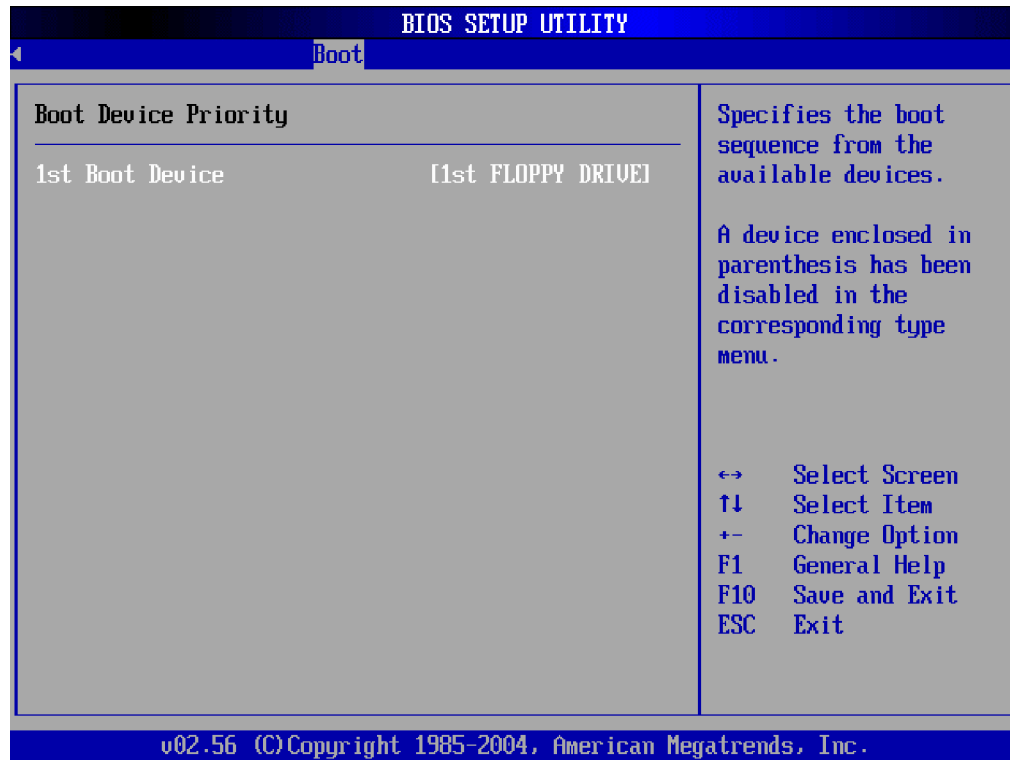 BIOS SETUP UTILITY
Boot
Boot Device Priority
1st Boot Device [1st FLOPPY DRIVE]
Specifies the boot
sequence from the
available devices.
A device enclosed in
parenthesis has been
disabled in the
corresponding type
menu.
←→ Select Screen
↑↓ Select Item
+- Change Option
F1 General Help
F10 Save and Exit
ESC Exit
v02.56 (C)Copyright 1985-2004, American Megatrends, Inc.